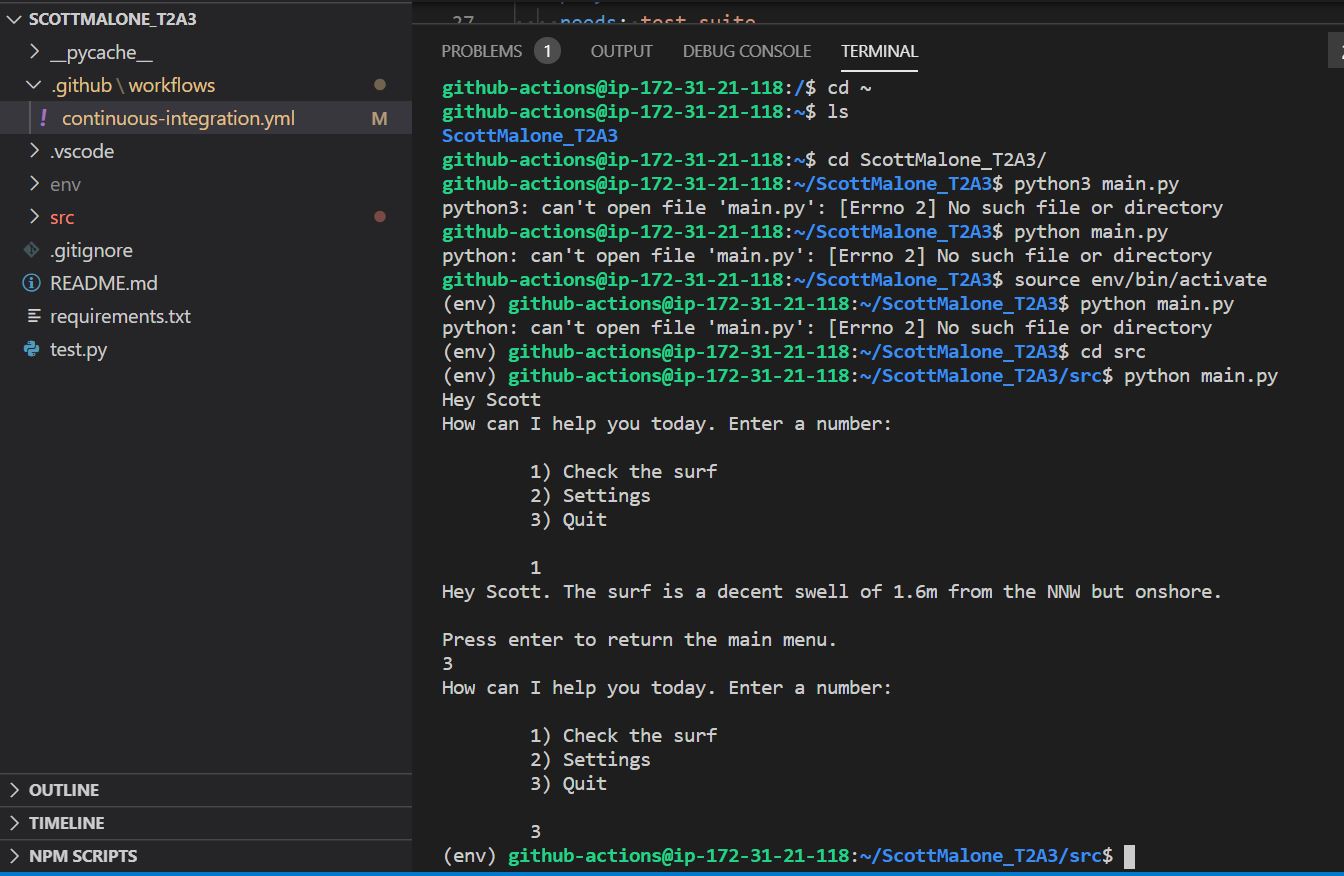 SCOTTMALONE_T2A3
__pycache__
.github \ workflows
! continuous-integration.yml M
.vscode
env
src
.gitignore
README.md
requirements.txt
test.py
OUTLINE
TIMELINE
NPM SCRIPTS
27 needs: test_suite
PROBLEMS 1 OUTPUT DEBUG CONSOLE TERMINAL
github-actions@ip-172-31-21-118:/$ cd ~
github-actions@ip-172-31-21-118:~$ ls
ScottMalone_T2A3
github-actions@ip-172-31-21-118:~$ cd ScottMalone_T2A3/
github-actions@ip-172-31-21-118:~/ScottMalone_T2A3$ python3 main.py
python3: can't open file 'main.py': [Errno 2] No such file or directory
github-actions@ip-172-31-21-118:~/ScottMalone_T2A3$ python main.py
python: can't open file 'main.py': [Errno 2] No such file or directory
github-actions@ip-172-31-21-118:~/ScottMalone_T2A3$ source env/bin/activate
(env) github-actions@ip-172-31-21-118:~/ScottMalone_T2A3$ python main.py
python: can't open file 'main.py': [Errno 2] No such file or directory
(env) github-actions@ip-172-31-21-118:~/ScottMalone_T2A3$ cd src
(env) github-actions@ip-172-31-21-118:~/ScottMalone_T2A3/src$ python main.py
Hey Scott
How can I help you today. Enter a number:
1) Check the surf
2) Settings
3) Quit
1
Hey Scott. The surf is a decent swell of 1.6m from the NNW but onshore.
Press enter to return the main menu.
3
How can I help you today. Enter a number:
1) Check the surf
2) Settings
3) Quit
3
(env) github-actions@ip-172-31-21-118:~/ScottMalone_T2A3/src$